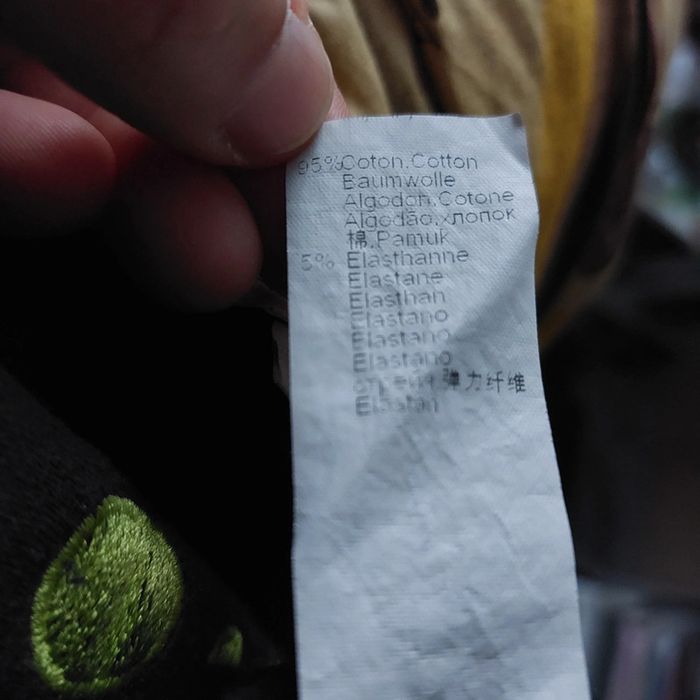 95% Coton.Cotton
Baumwolle
Algodon.Cotone
Algodão.хлопок
棉.Pamuk
5% Elasthanne
Elastane
Elasthan
Elastano
Elastano
Elastano
弹力纤维
Elastan